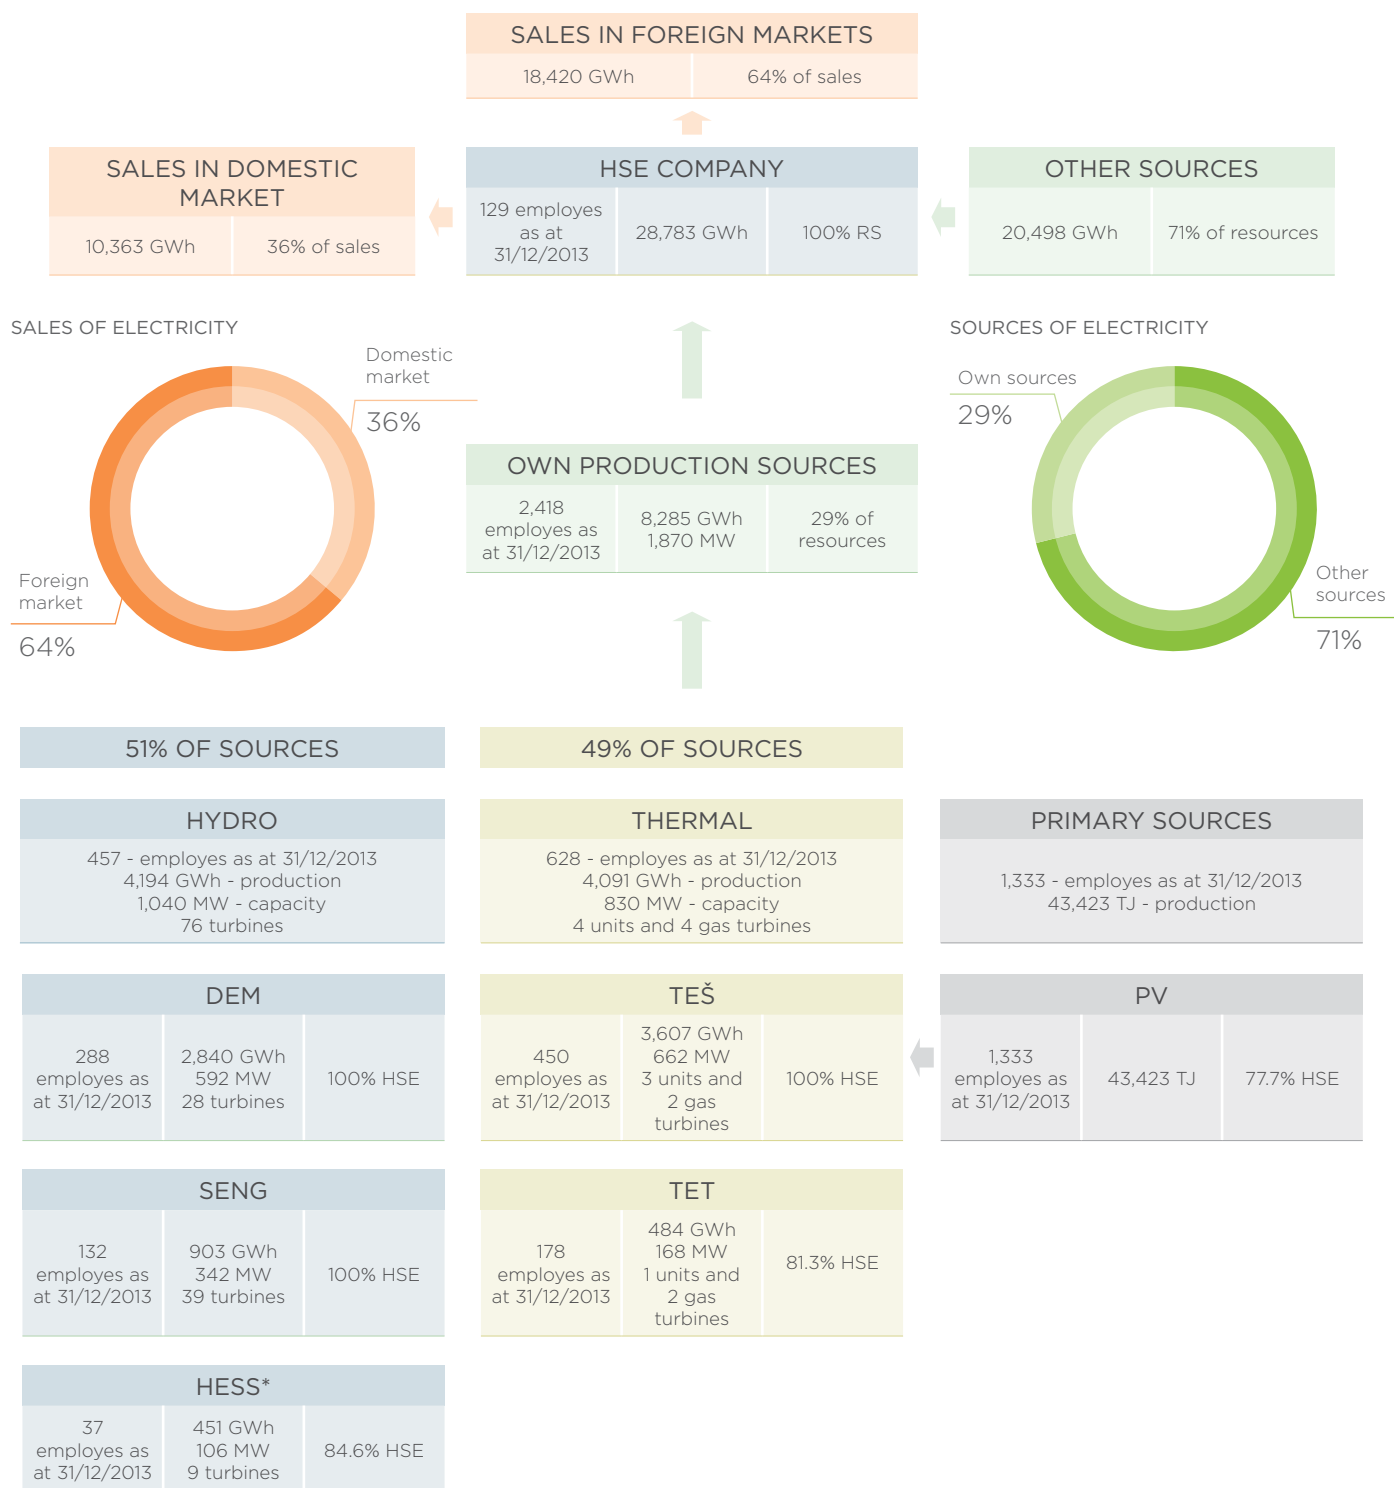 SALES IN FOREIGN MARKETS
18,420 GWh
64% of sales
SALES IN DOMESTIC
MARKET
10,363 GWh
36% of sales
HSE COMPANY
129 employes
as at
31/12/2013
28,783 GWh
100% RS
OTHER SOURCES
20,498 GWh
71% of resources
SALES OF ELECTRICITY
Domestic
market
36%
Foreign
market
64%
SOURCES OF ELECTRICITY
Own sources
29%
Other
sources
71%
OWN PRODUCTION SOURCES
2,418
employes as
at 31/12/2013
8,285 GWh
1,870 MW
29% of
resources
51% OF SOURCES
49% OF SOURCES
HYDRO
457 - employes as at 31/12/2013
4,194 GWh - production
1,040 MW - capacity
76 turbines
THERMAL
628 - employes as at 31/12/2013
4,091 GWh - production
830 MW - capacity
4 units and 4 gas turbines
PRIMARY SOURCES
1,333 - employes as at 31/12/2013
43,423 TJ - production
DEM
288
employes as
at 31/12/2013
2,840 GWh
592 MW
28 turbines
100% HSE
TEŠ
450
employes as
at 31/12/2013
3,607 GWh
662 MW
3 units and
2 gas
turbines
100% HSE
PV
1,333
employes as
at 31/12/2013
43,423 TJ
77.7% HSE
SENG
132
employes as
at 31/12/2013
903 GWh
342 MW
39 turbines
100% HSE
TET
178
employes as
at 31/12/2013
484 GWh
168 MW
1 units and
2 gas
turbines
81.3% HSE
HESS*
37
employes as
at 31/12/2013
451 GWh
106 MW
9 turbines
84.6% HSE